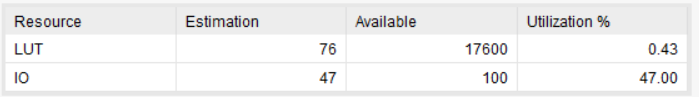 Resource Estimation Available Utilization %
LUT 76 17600 0.43
IO 47 100 47.00